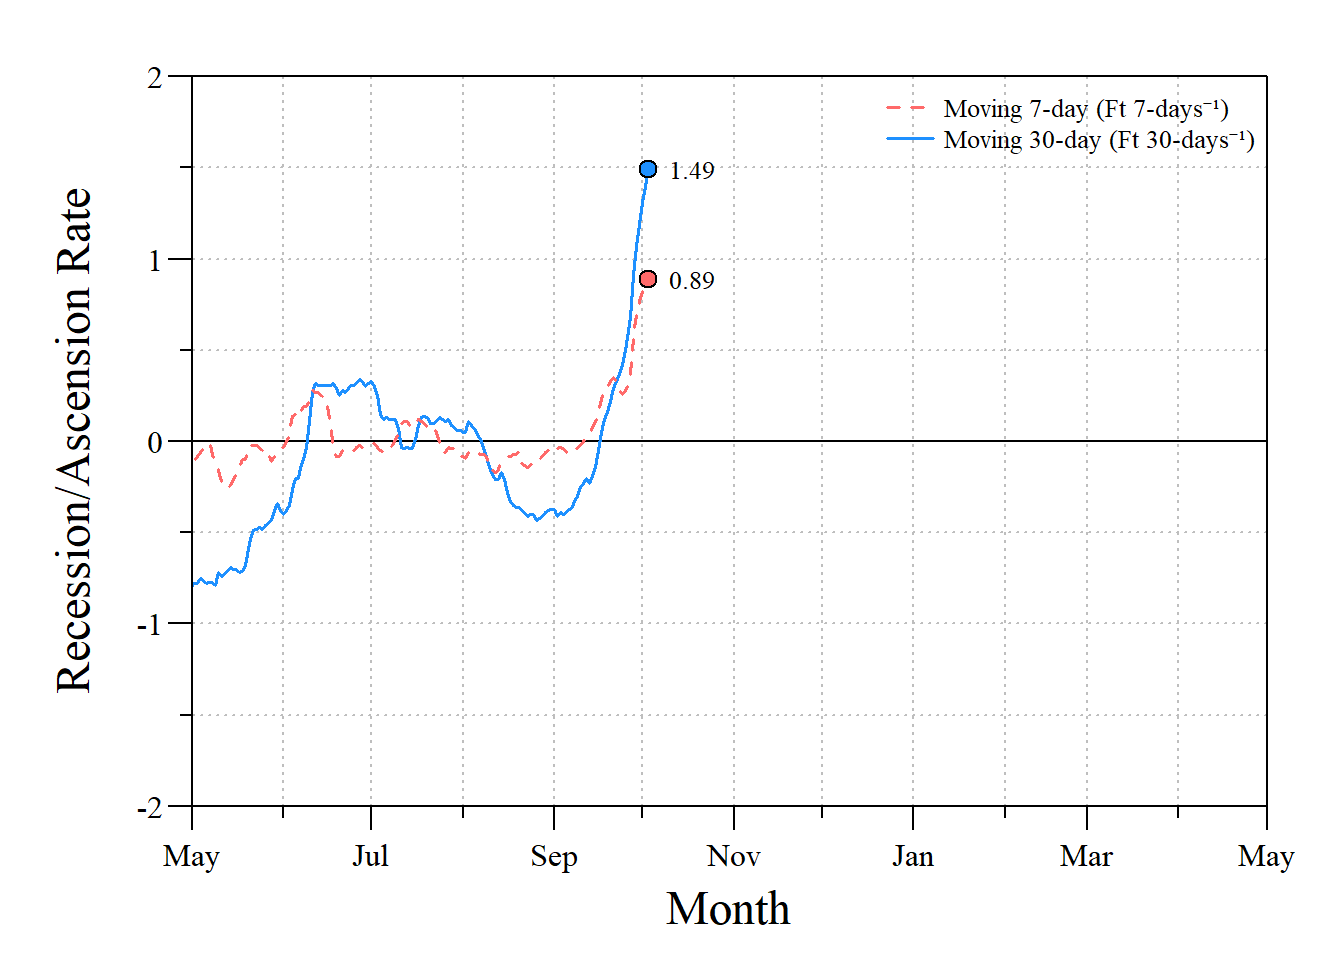 Moving 7-day (Ft 7-days⁻¹)
Moving 30-day (Ft 30-days⁻¹)
2
1
0
-1
-2
1.49
0.89
Recession/Ascension Rate
May Jul Sep Nov Jan Mar May
Month